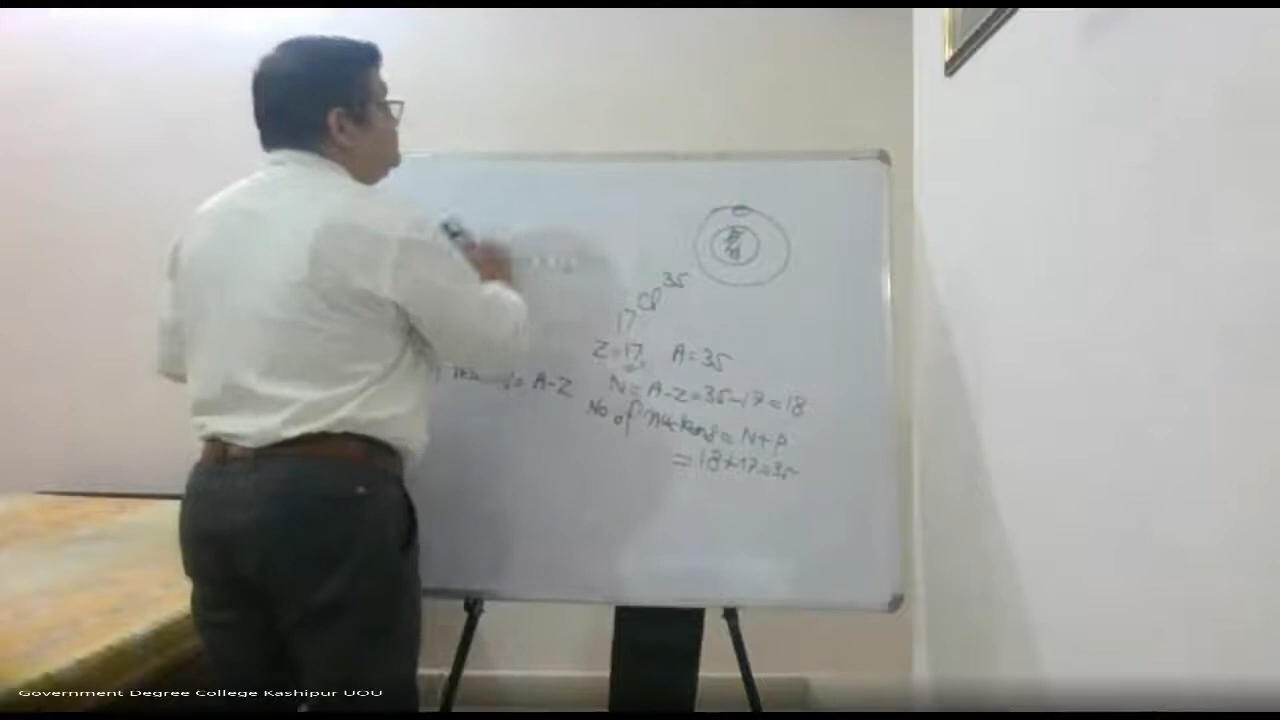 35
Cl
17
Z=17, A=35
= A-Z
N = A-Z=35-17=18
No of nucleons = N+P
=18+17=35
Government Degree College Kashipur UOU